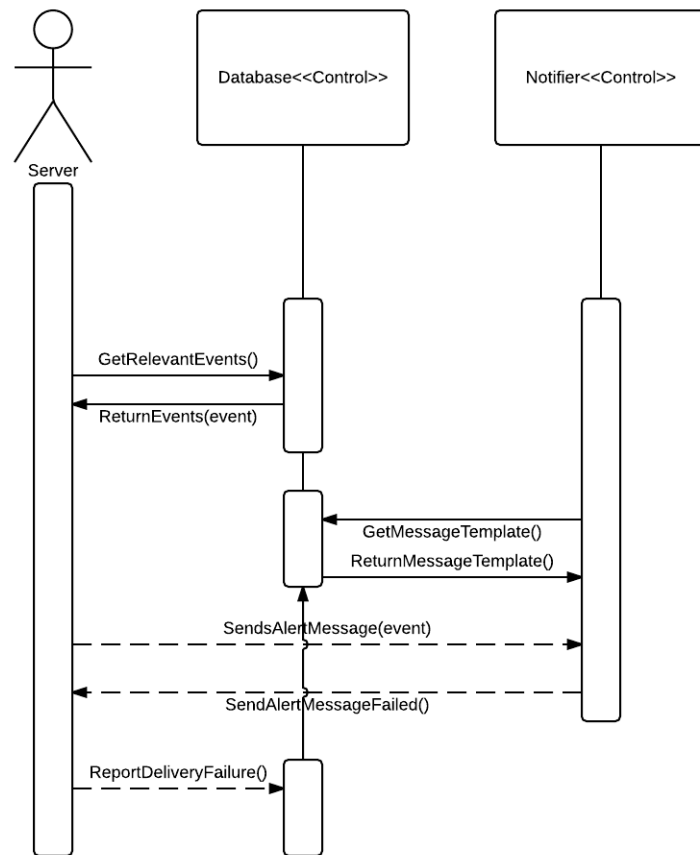 Database<<Control>>
Notifier<<Control>>
Server
GetRelevantEvents()
ReturnEvents(event)
GetMessageTemplate()
ReturnMessageTemplate()
SendsAlertMessage(event)
SendAlertMessageFailed()
ReportDeliveryFailure()